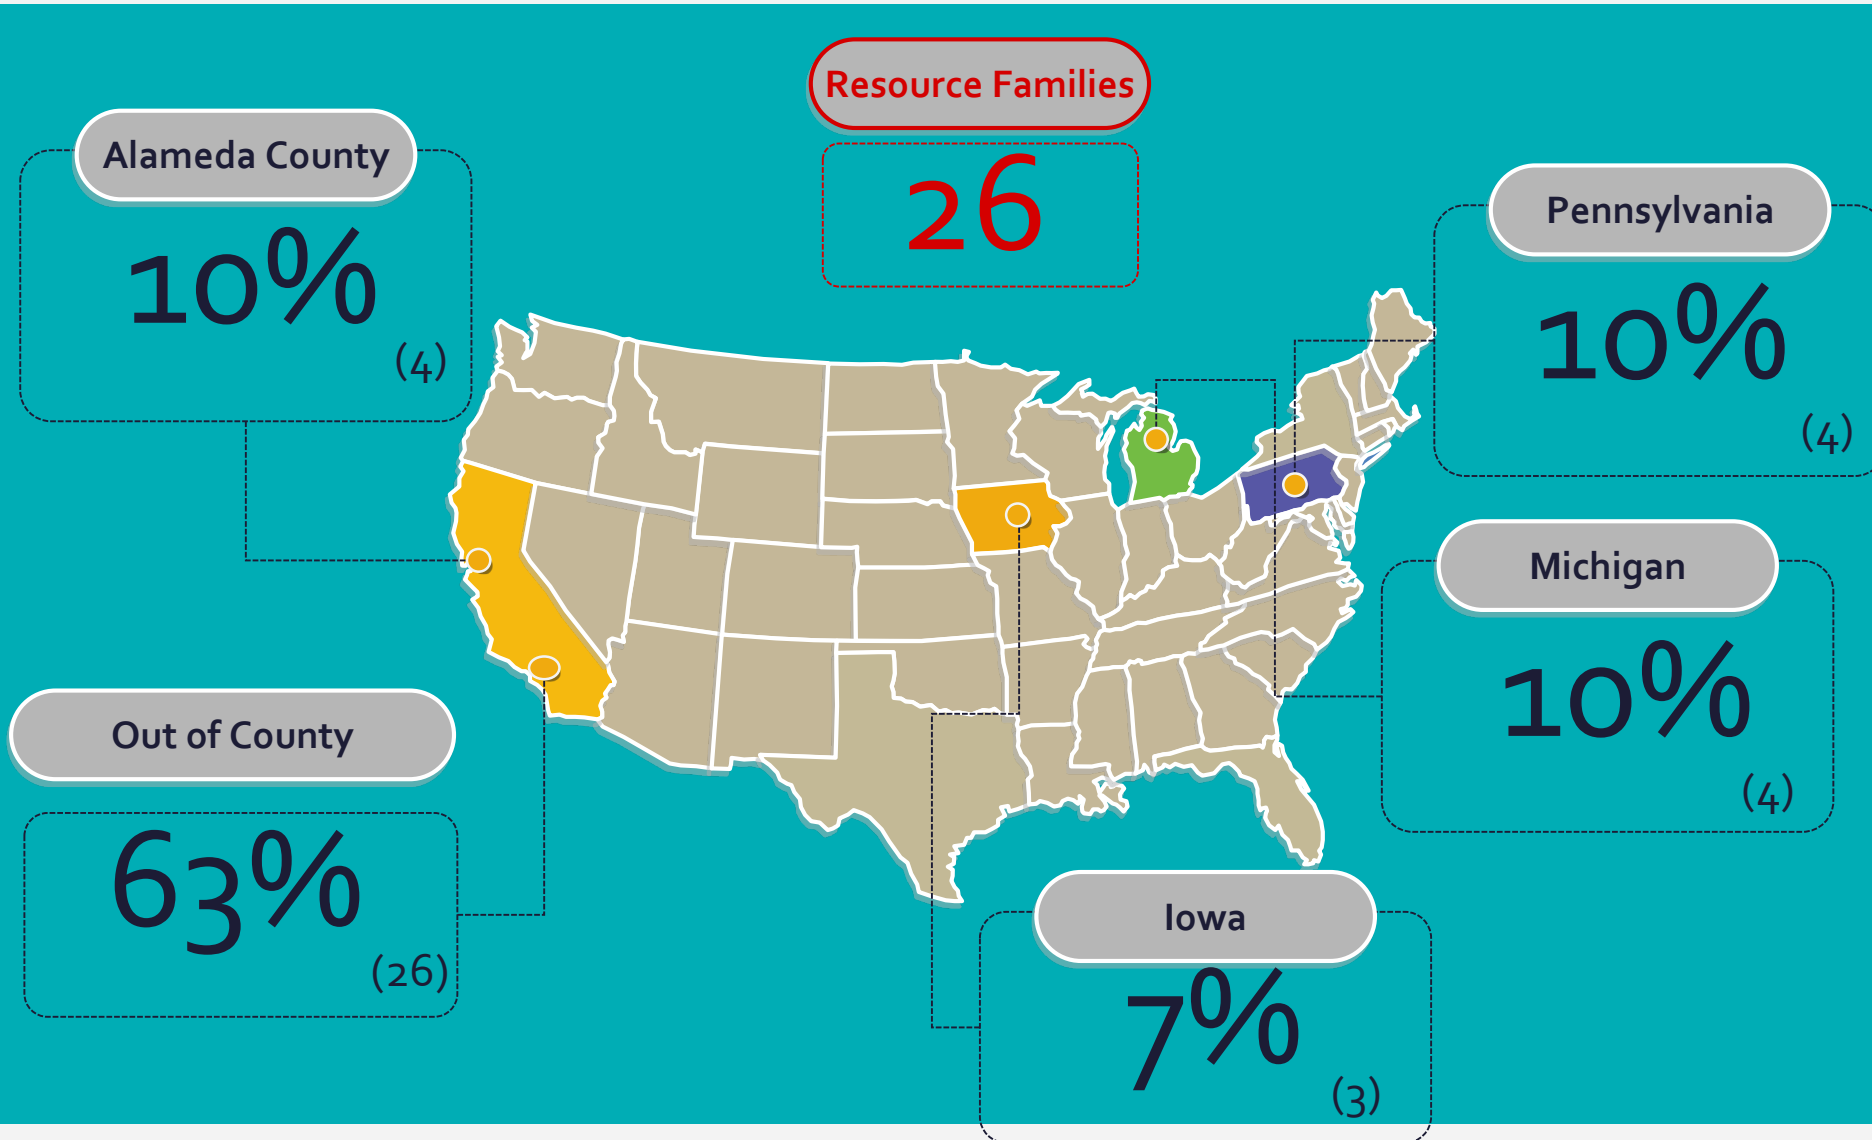 Resource Families
26
Alameda County
10%
(4)
Pennsylvania
10%
(4)
Michigan
10%
(4)
Out of County
63%
(26)
Iowa
7%
(3)